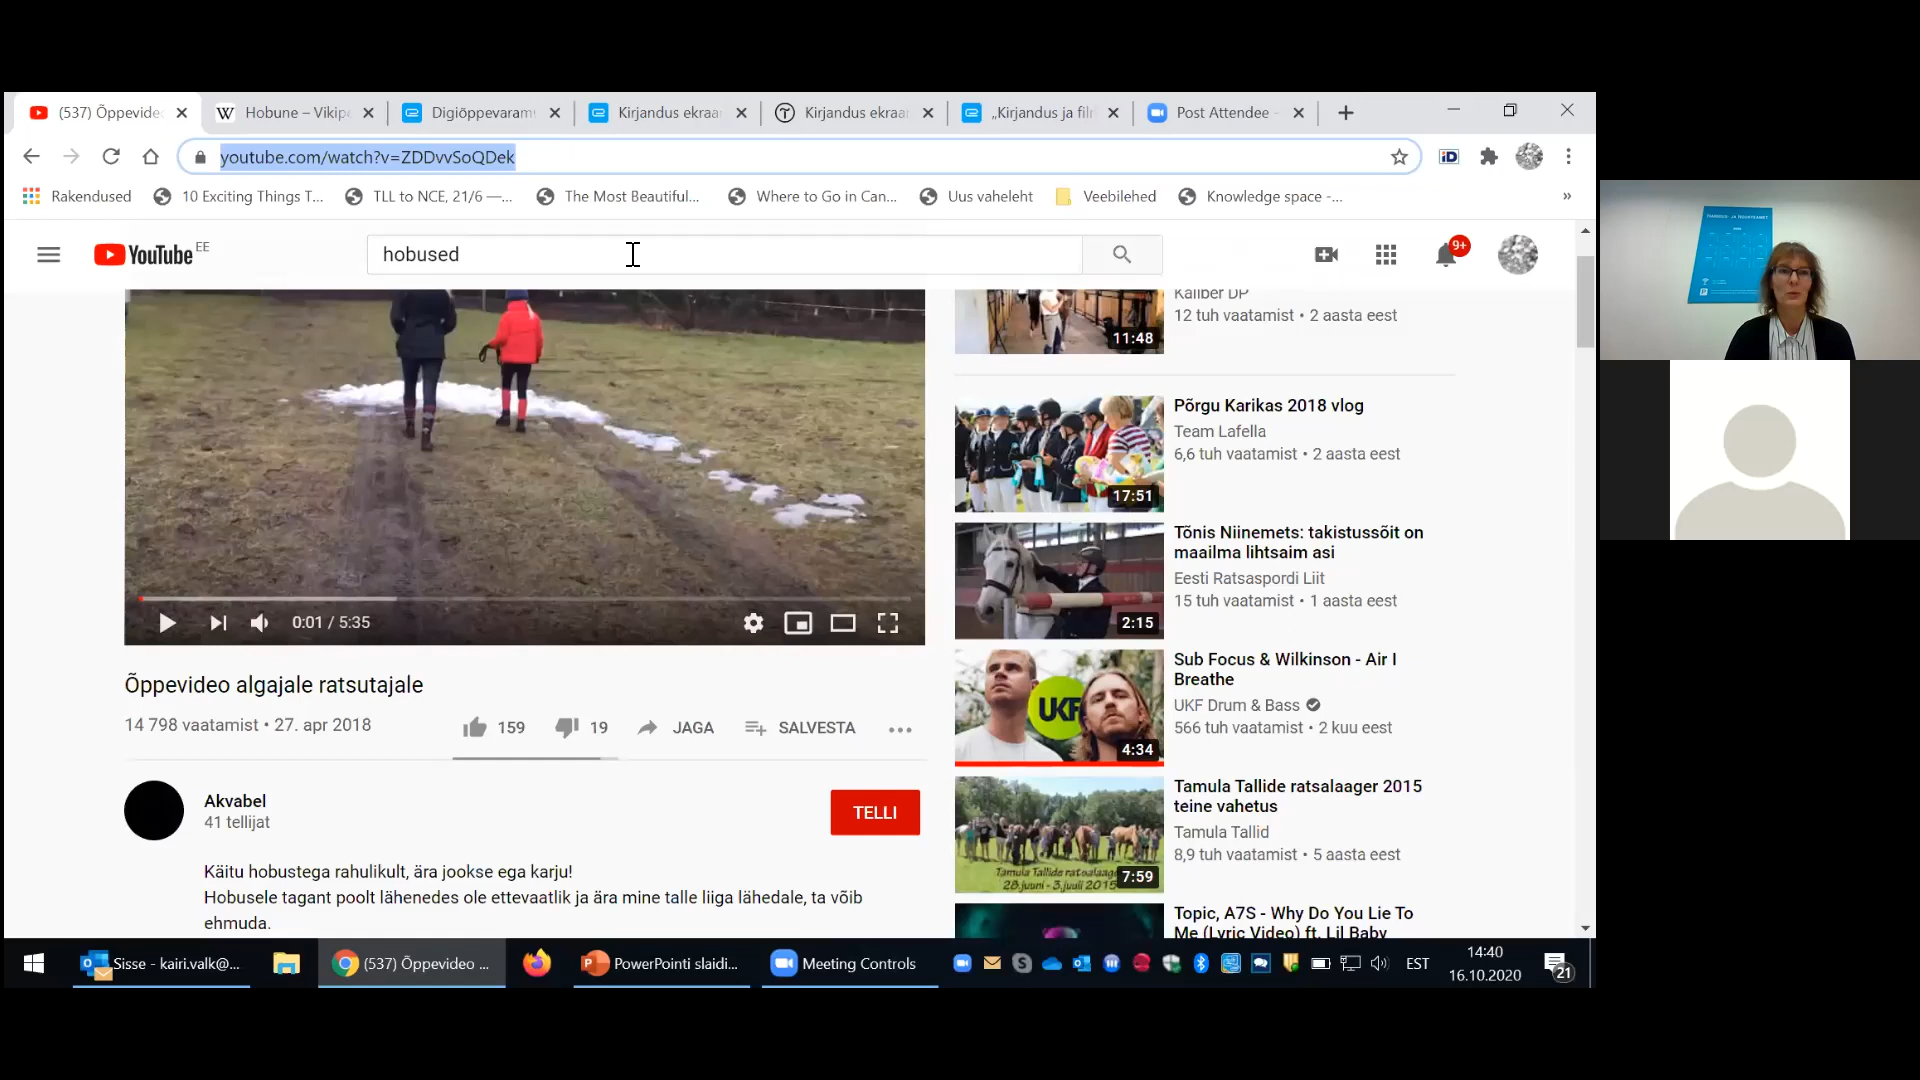 (537) Õppevide
Hobune – Vikip
Digiõppevaram
Kirjandus ekraa
Kirjandus ekraa
„Kirjandus ja fil
Post Attendee -
youtube.com/watch?v=ZDDvvSoQDek
iD
Rakendused
10 Exciting Things T...
TLL to NCE, 21/6 —...
The Most Beautiful...
Where to Go in Can...
Uus vaheleht
Veebilehed
Knowledge space -...
»
YouTube EE
hobused
9+
11:48
Kaliber DP
12 tuh vaatamist • 2 aasta eest
17:51
Põrgu Karikas 2018 vlog
Team Lafella
6,6 tuh vaatamist • 2 aasta eest
2:15
Tõnis Niinemets: takistussõit on
maailma lihtsaim asi
Eesti Ratsaspordi Liit
15 tuh vaatamist • 1 aasta eest
UKF
4:34
Sub Focus & Wilkinson - Air I
Breathe
UKF Drum & Bass
566 tuh vaatamist • 2 kuu eest
Tamula Tallide ratsalaager
28.juuni - 3.juuli 2015
7:59
Tamula Tallide ratsalaager 2015
teine vahetus
Tamula Tallid
8,9 tuh vaatamist • 5 aasta eest
Topic, A7S - Why Do You Lie To
Me (Lyric Video) ft. Lil Baby
0:01 / 5:35
Õppevideo algajale ratsutajale
14 798 vaatamist • 27. apr 2018
159
19
JAGA
SALVESTA
Akvabel
41 tellijat
TELLI
Käitu hobustega rahulikult, ära jookse ega karju!
Hobusele tagant poolt lähenedes ole ettevaatlik ja ära mine talle liiga lähedale, ta võib
ehmuda.
Sisse - kairi.valk@...
(537) Õppevideo ...
PowerPointi slaidi...
Meeting Controls
EST
14:40
16.10.2020
21